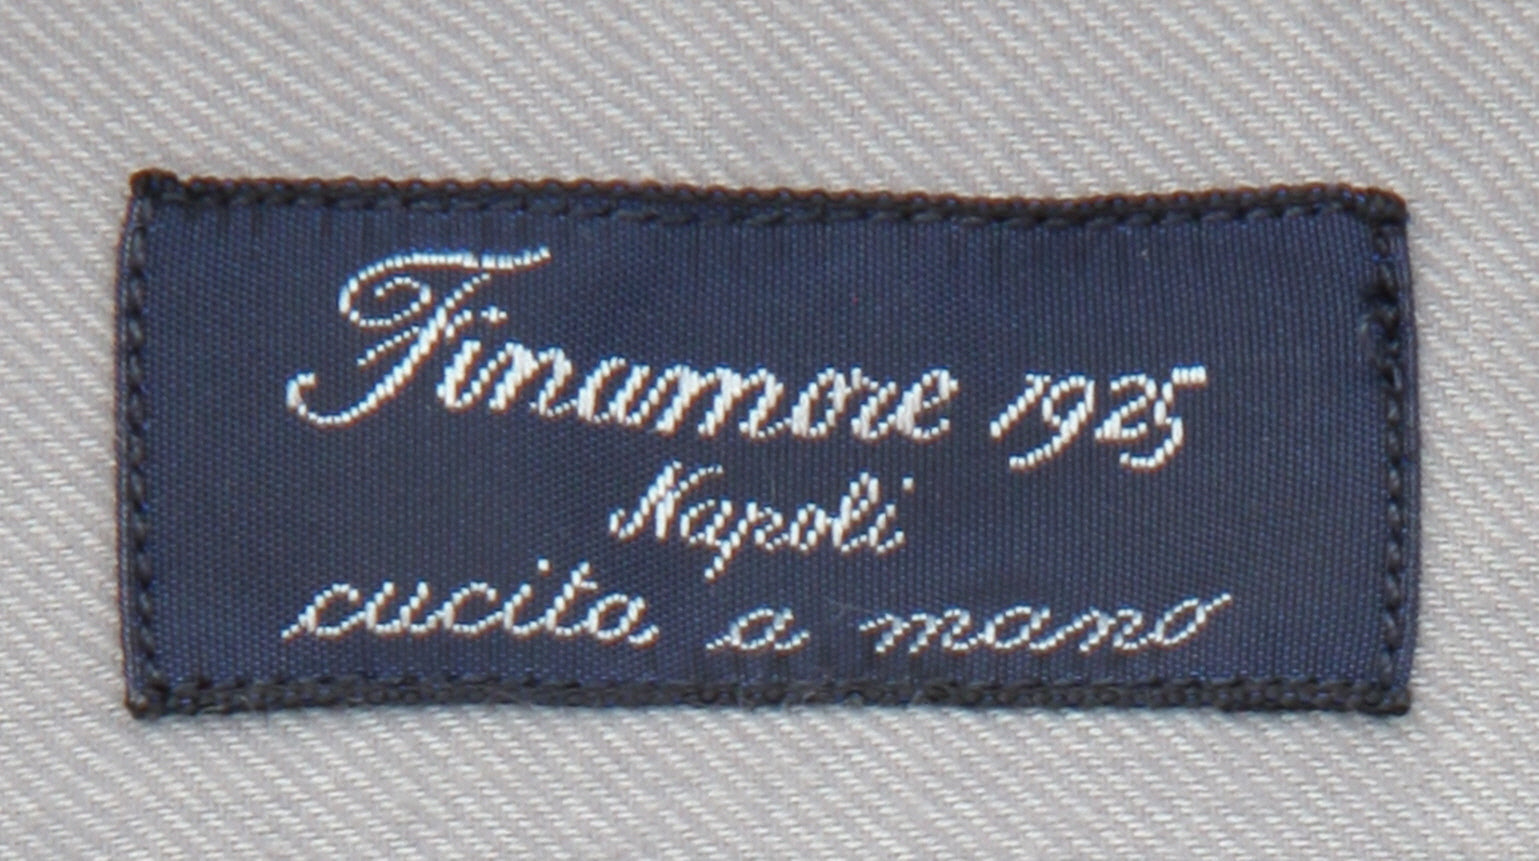 Finamore 1925
Napoli
cucito a mano